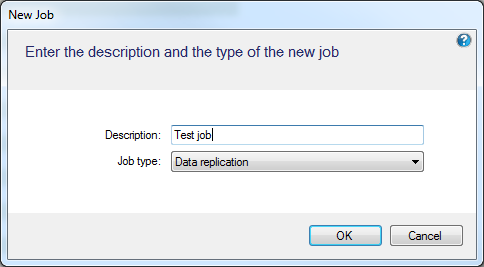 New Job
Enter the description and the type of the new job
?
Description: Test job
Job type: Data replication
OK Cancel